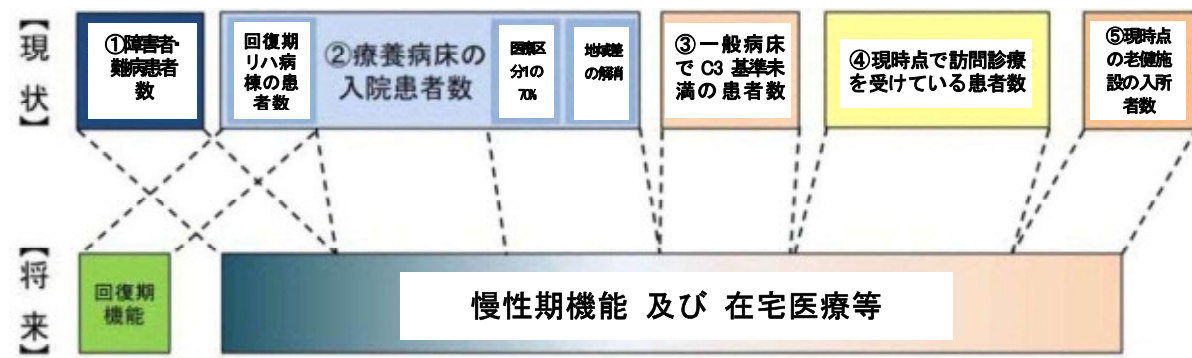 【現状】
①障害者・
難病患者
数
回復期
リハ病
棟の患
者数
②療養病床の
入院患者数
医療区
分1の
70%
地域差
の解消
③一般病床
で C3 基準未
満の患者数
④現時点で訪問診療
を受けている患者数
⑤現時点
の老健施
設の入所
者数
【将来】
回復期
機能
慢性期機能 及び 在宅医療等